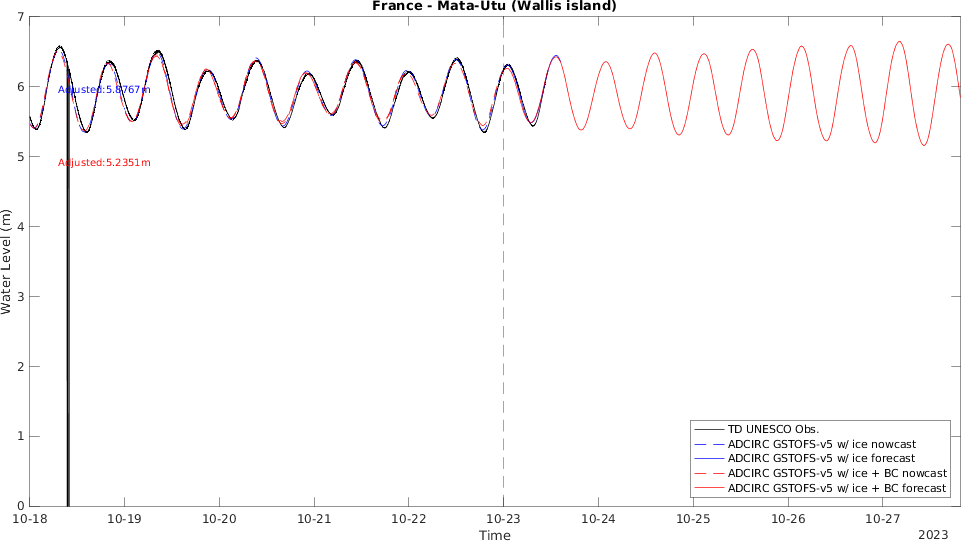 France - Mata-Utu (Wallis island)
7
6
5
4
3
2
1
0
Water Level (m)
Adjusted:5.8767m
Adjusted:5.2351m
TD UNESCO Obs.
ADCIRC GSTOFS-v5 w/ ice nowcast
ADCIRC GSTOFS-v5 w/ ice forecast
ADCIRC GSTOFS-v5 w/ ice + BC nowcast
ADCIRC GSTOFS-v5 w/ ice + BC forecast
10-18 10-19 10-20 10-21 10-22 10-23 10-24 10-25 10-26 10-27
Time
2023